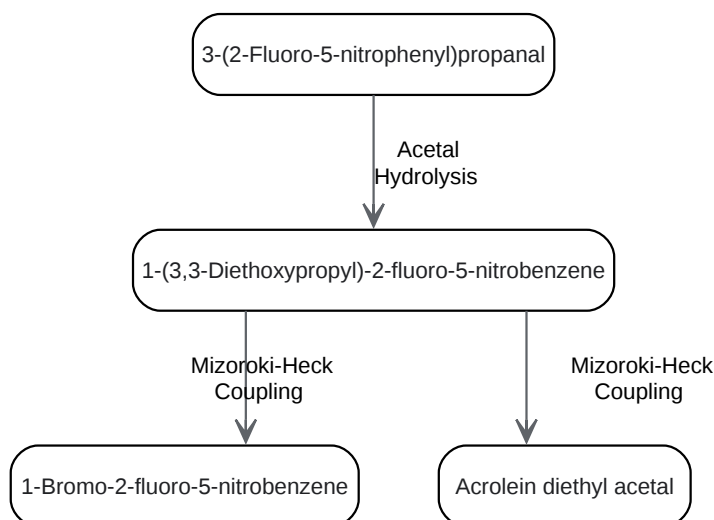 3-(2-Fluoro-5-nitrophenyl)propanal
Acetal
Hydrolysis
1-(3,3-Diethoxypropyl)-2-fluoro-5-nitrobenzene
Mizoroki-Heck
Coupling
Mizoroki-Heck
Coupling
1-Bromo-2-fluoro-5-nitrobenzene
Acrolein diethyl acetal